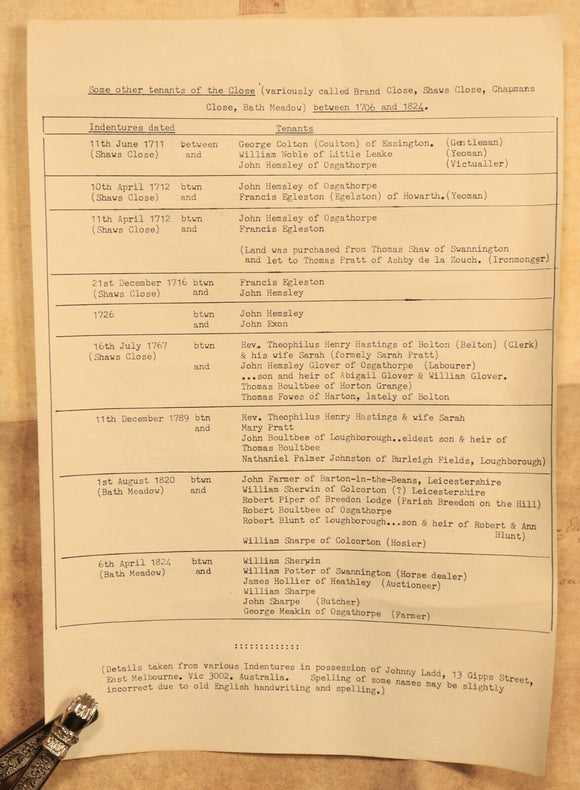 Some other tenants of the Close (variously called Brand Close, Shaws Close, Chapmans
Close, Bath Meadow) between 1706 and 1824.
Indentures dated Tenants
11th June 1711 between George Colton (Coulton) of Essington. (Gentleman)
(Shaws Close) and William Noble of Little Leake (Yeoman)
John Hemsley of Osgathorpe (Victualler)
10th April 1712 btwn John Hemsley of Osgathorpe
(Shaws Close) and Francis Egleston (Egelston) of Howarth.(Yeoman)
11th April 1712 btwn John Hemsley of Osgathorpe
(Shaws Close) and Francis Egleston
(Land was purchased from Thomas Shaw of Swannington
and let to Thomas Pratt of Ashby de la Zouch. (Ironmonger)
21st December 1716 btwn Francis Egleston
(Shaws Close) and John Hemsley
1726 btwn John Hemsley
and John Exon
16th July 1767 btwn Rev. Theophilus Henry Hastings of Bolton (Belton) (Clerk)
(Shaws Close) & his wife Sarah (formely Sarah Pratt)
and John Hemsley Glover of Osgathorpe (Labourer)
...son and heir of Abigail Glover & William Glover.
Thomas Boultbee of Horton Grange)
Thomas Fowes of Harton, lately of Bolton
11th December 1789 btn Rev. Theophilus Henry Hastings & wife Sarah
and Mary Pratt
John Boultbee of Loughborough..eldest son & heir of
Thomas Boultbee
Nathaniel Palmer Johnston of Burleigh Fields, Loughborough)
1st August 1820 btwn John Farmer of Barton-in-the-Beans, Leicestershire
(Bath Meadow) and William Sherwin of Colcorton (?) Leicestershire
Robert Piper of Breedon Lodge (Parish Breedon on the Hill)
Robert Boultbee of Osgathorpe
Robert Blunt of Loughborough...son & heir of Robert & Ann
Blunt)
William Sharpe of Colcorton (Hosier)
6th April 1824 btwn William Sherwin
(Bath Meadow) and William Potter of Swannington (Horse dealer)
James Hollier of Heathley (Auctioneer)
William Sharpe
John Sharpe (Butcher)
George Meakin of Osgathorpe (Farmer)
:::::::::::::
(Details taken from various Indentures in possession of Johnny Ladd, 13 Gipps Street,
East Melbourne. Vic 3002. Australia. Spelling of some names may be slightly
incorrect due to old English handwriting and spelling.)